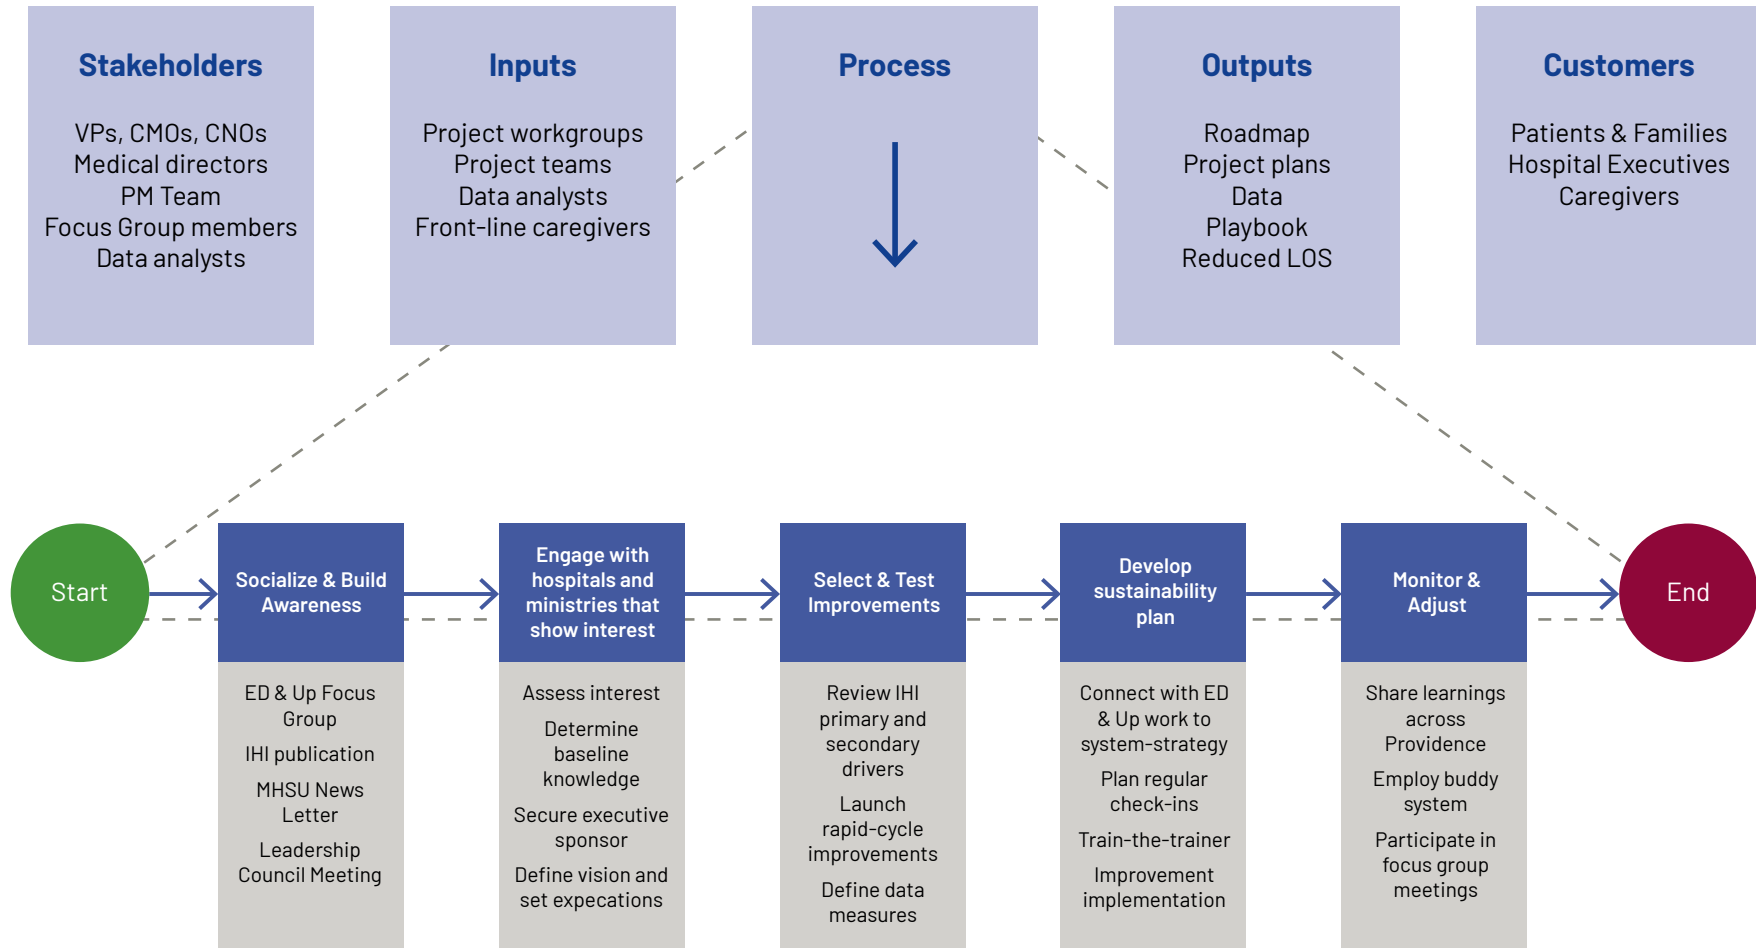 Stakeholders
VPs, CMOs, CNOs
Medical directors
PM Team
Focus Group members
Data analysts
Inputs
Project workgroups
Project teams
Data analysts
Front-line caregivers
Process
Outputs
Roadmap
Project plans
Data
Playbook
Reduced LOS
Customers
Patients & Families
Hospital Executives
Caregivers
Start
Socialize & Build
Awareness
ED & Up Focus
Group
IHI publication
MHSU News
Letter
Leadership
Council Meeting
Engage with
hospitals and
ministries that
show interest
Assess interest
Determine
baseline
knowledge
Secure executive
sponsor
Define vision and
set expecations
Select & Test
Improvements
Review IHI
primary and
secondary
drivers
Launch
rapid-cycle
improvements
Define data
measures
Develop
sustainability
plan
Connect with ED
& Up work to
system-strategy
Plan regular
check-ins
Train-the-trainer
Improvement
implementation
Monitor &
Adjust
Share learnings
across
Providence
Employ buddy
system
Participate in
focus group
meetings
End